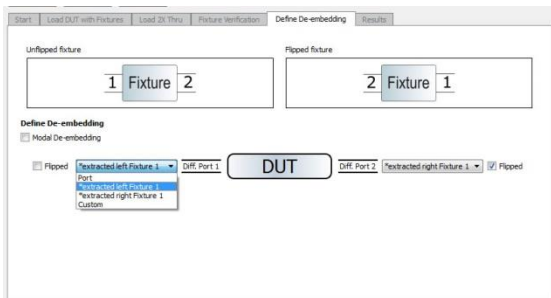 Start Load DUT with Fixtures Load 2X Thru Fixture Verification Define De-embedding Results
Unflipped fixture Flipped fixture
1 Fixture 2 2 Fixture 1
Define De-embedding
Modal De-embedding
Flipped *extracted left Fixture 1 Diff. Port 1 DUT Diff. Port 2 *extracted right Fixture 1 Flipped
Port
*extracted left Fixture 1
*extracted right Fixture 1
Custom